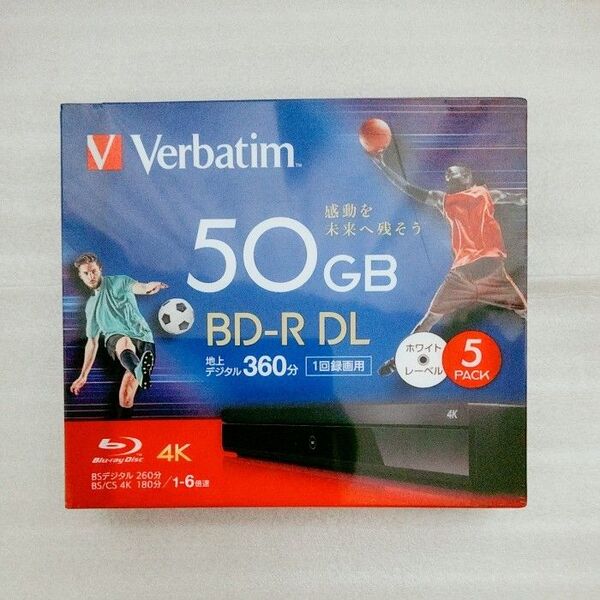 V Verbatim™
感動を
未来へ残そう
50GB
BD-R DL
地上
デジタル 360分 1回録画用
ホワイト
レーベル
5
PACK
4K
Blu-ray Disc™ 4K
BSデジタル 260分
BS/CS 4K 180分/1-6倍速